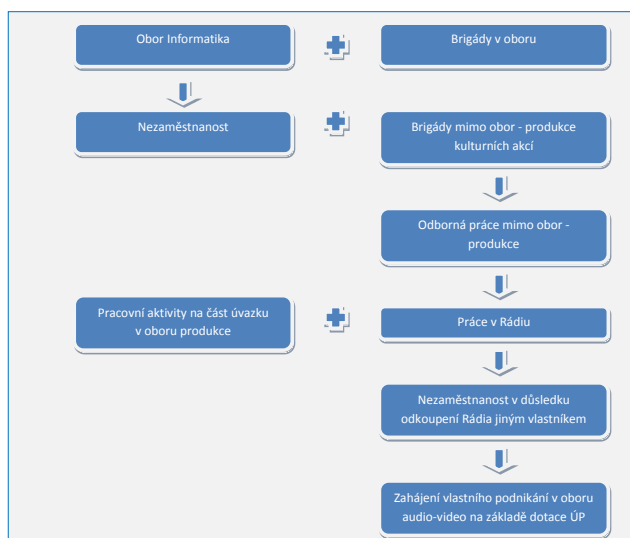 Obor Informatika
Brigády v oboru
Nezaměstnanost
Brigády mimo obor - produkce
kulturních akcí
Odborná práce mimo obor -
produkce
Pracovní aktivity na část úvazku
v oboru produkce
Práce v Rádiu
Nezaměstnanost v důsledku
odkoupení Rádia jiným vlastníkem
Zahájení vlastního podnikání v oboru
audio-video na základě dotace ÚP